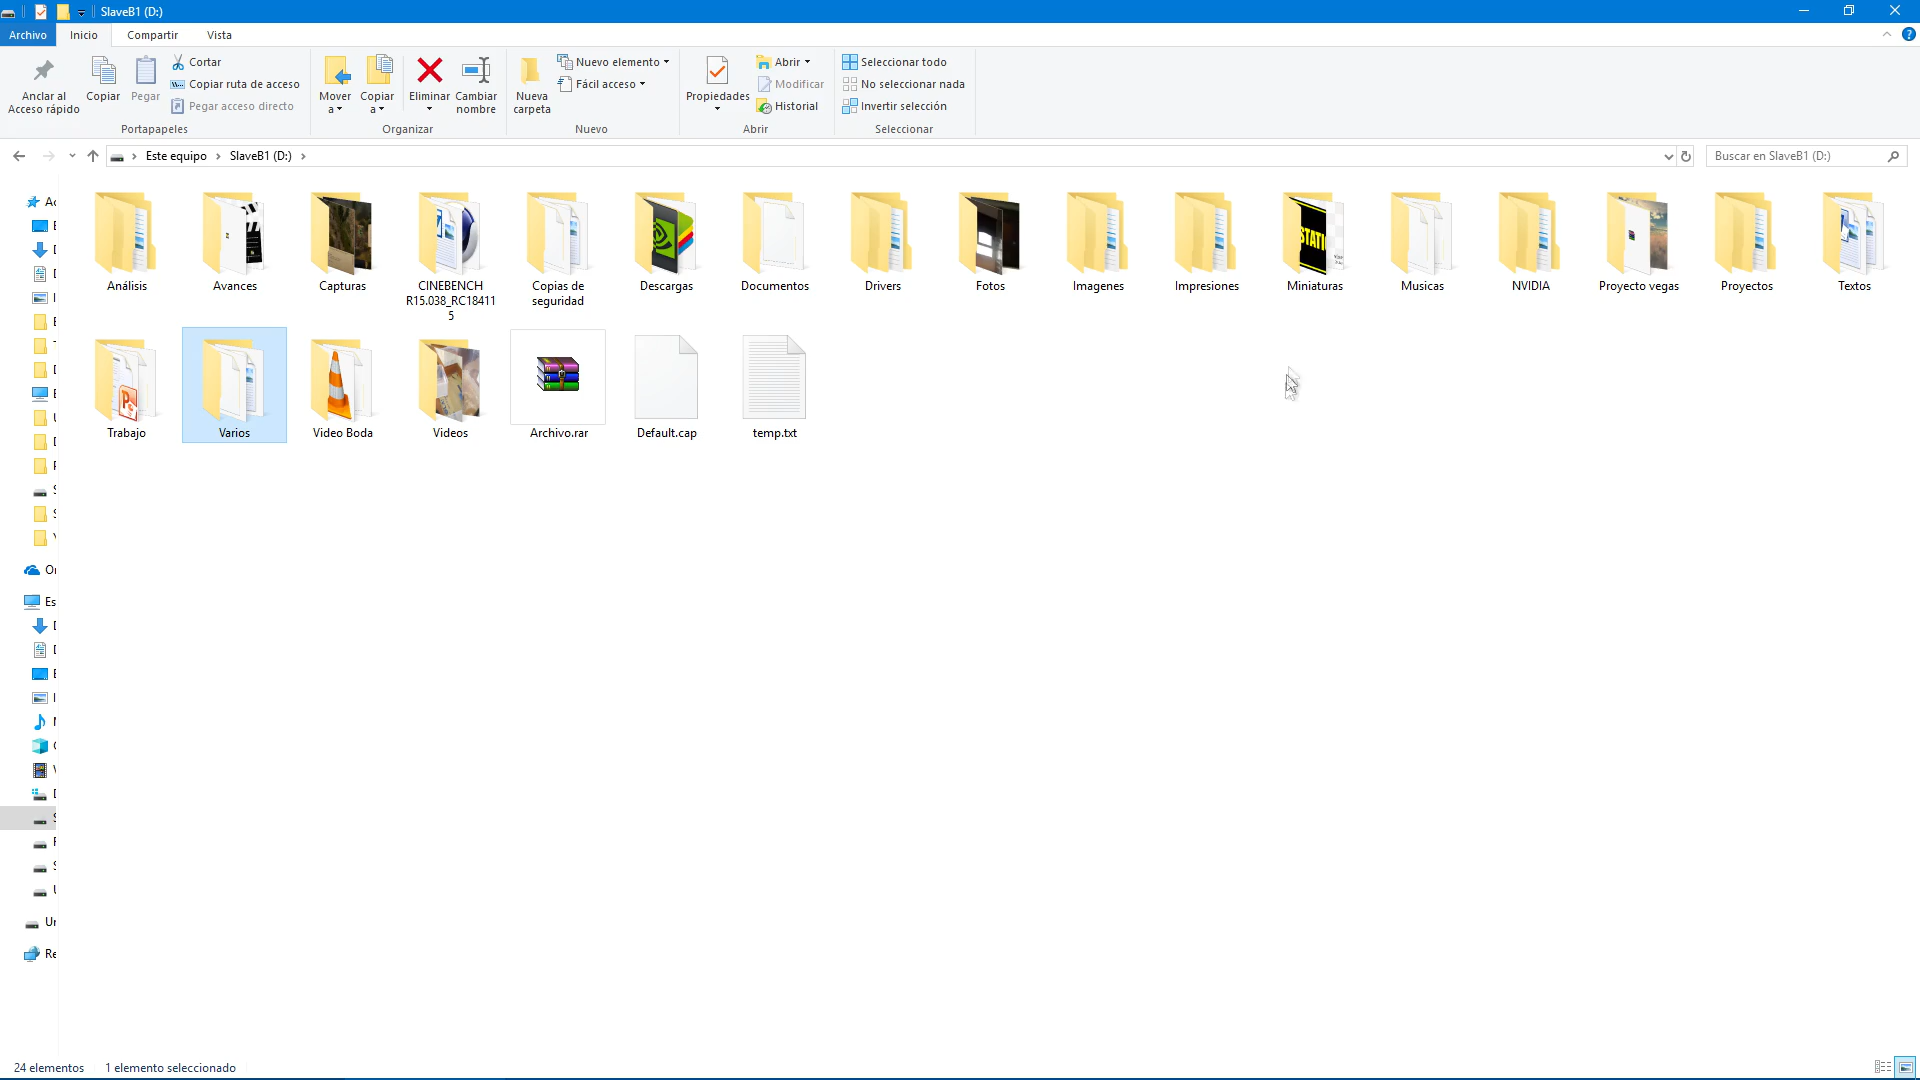 SlaveB1 (D:)
Archivo Inicio Compartir Vista
Anclar al Acceso rápido
Copiar
Pegar
Cortar
Copiar ruta de acceso
Pegar acceso directo
Portapapeles
Mover a
Copiar a
Eliminar
Cambiar nombre
Organizar
Nueva carpeta
Nuevo elemento
Fácil acceso
Nuevo
Propiedades
Abrir
Modificar
Historial
Abrir
Seleccionar todo
No seleccionar nada
Invertir selección
Seleccionar
Este equipo > SlaveB1 (D:) >
Buscar en SlaveB1 (D:)
Análisis
Avances
Capturas
CINEBENCH
R15.038_RC18411
5
Copias de
seguridad
Descargas
Documentos
Drivers
Fotos
Imagenes
Impresiones
STATI
Miniaturas
Musicas
NVIDIA
Proyecto vegas
Proyectos
Textos
Trabajo
Varios
Video Boda
Videos
Archivo.rar
Default.cap
temp.txt
24 elementos 1 elemento seleccionado